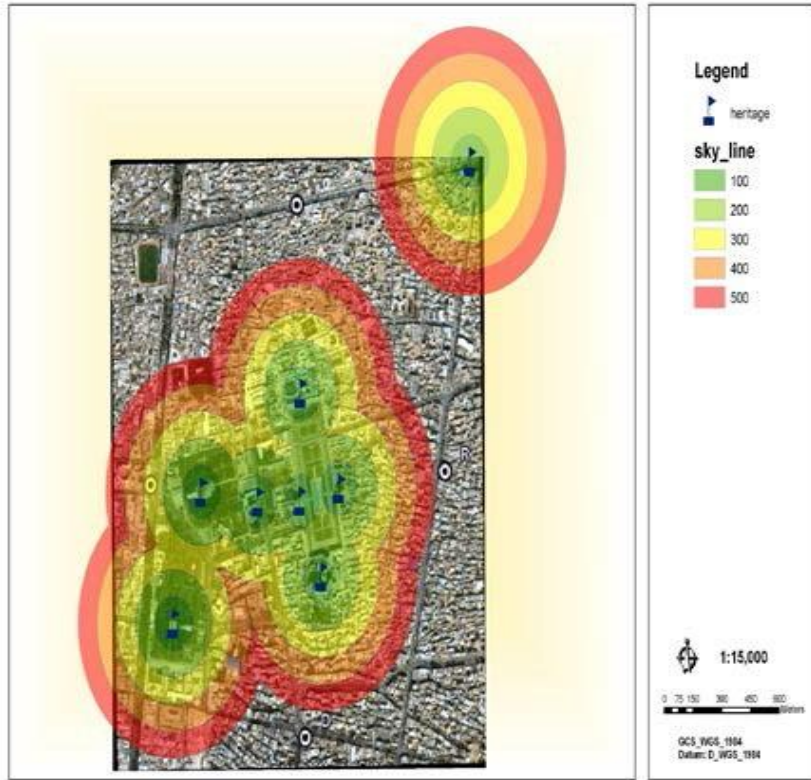 Legend
heritage
sky_line
100
200
300
400
500
R
1:15,000
0 75 150 300 450 600
Meters
GCS_WGS_1984
Datum: D_WGS_1984